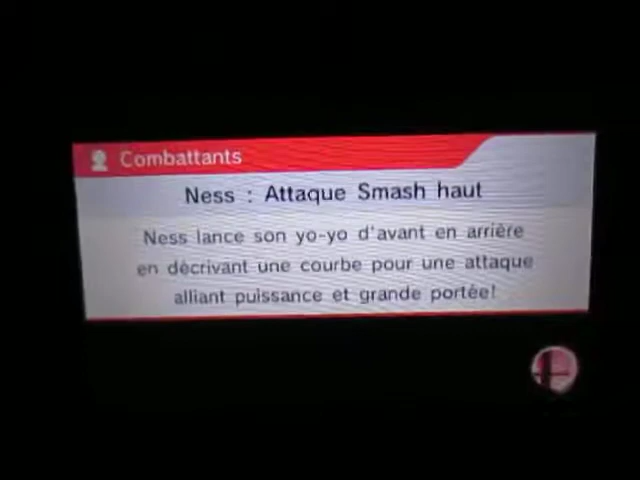 Combattants
Ness : Attaque Smash haut
Ness lance son yo-yo d'avant en arrière
en décrivant une courbe pour une attaque
alliant puissance et grande portée!